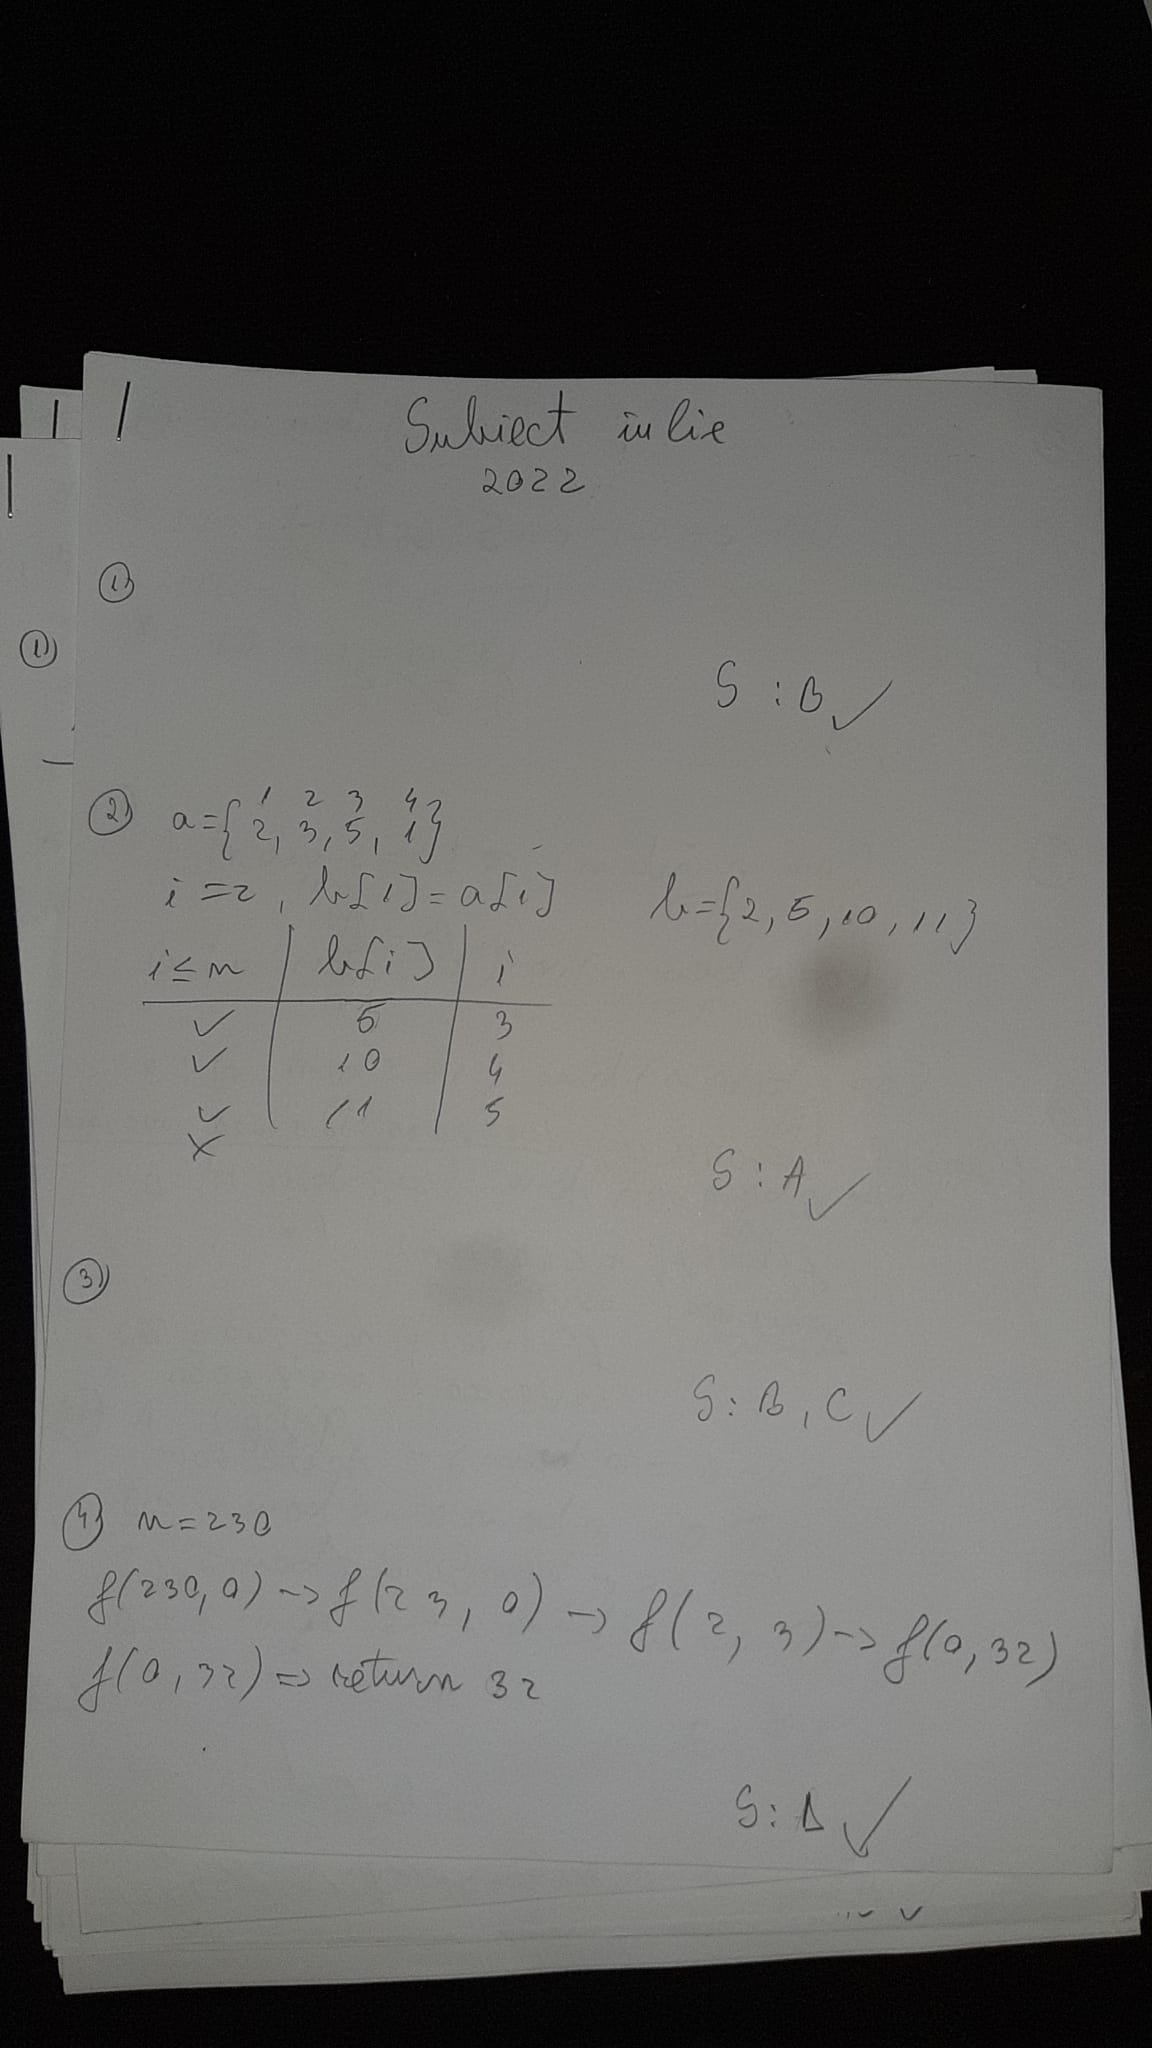 Subiect iulie
2022
1)
1)
S : B ✓
2) a={2, 3, 5, 1}
1 2 3 4
i=2, b[1]=a[1]
b={2, 5, 10, 11}
i≤n | b[i] | i
✓ 5 3
✓ 10 4
✓ 11 5
X
S : A ✓
3)
S: B, C ✓
4) n=230
f(230,0) -> f(23, 0) -> f(2, 3) -> f(0, 32)
f(0, 32) => return 32
S: ✓